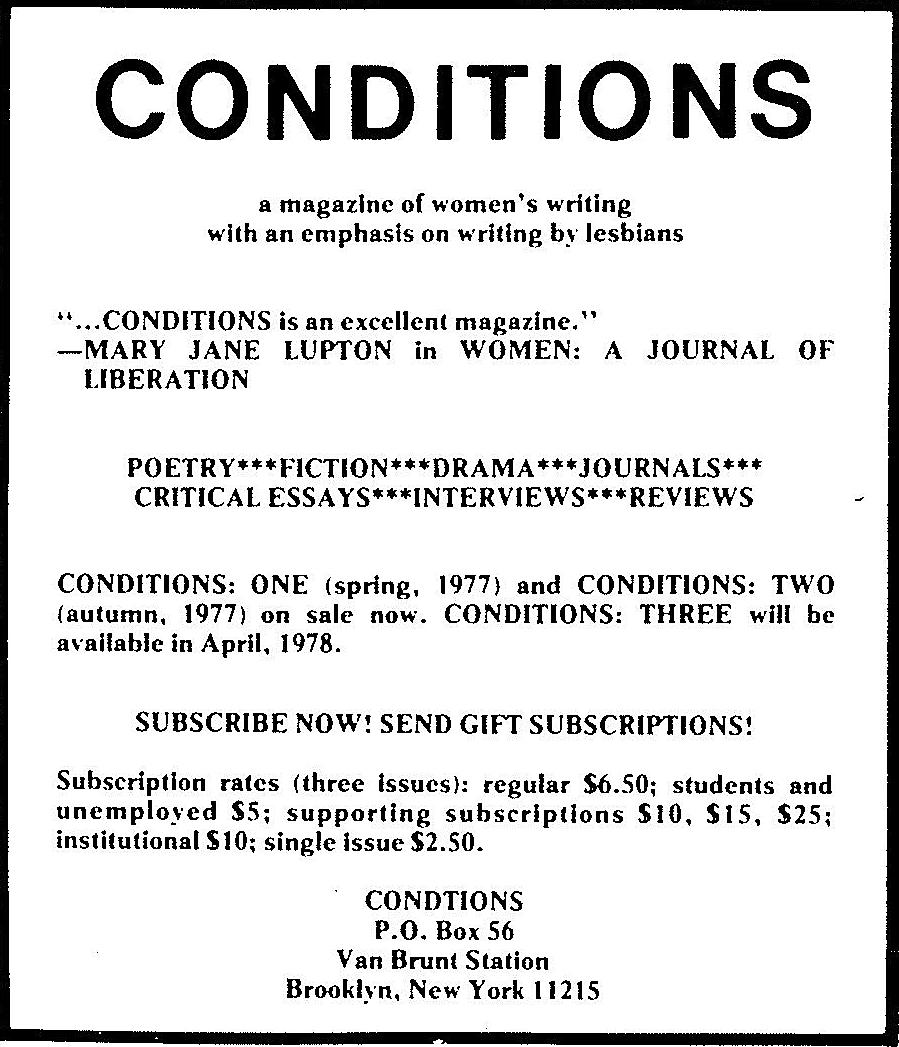 CONDITIONS
a magazine of women's writing
with an emphasis on writing by lesbians
"...CONDITIONS is an excellent magazine."
—MARY JANE LUPTON in WOMEN: A JOURNAL OF
LIBERATION
POETRY***FICTION***DRAMA***JOURNALS***
CRITICAL ESSAYS***INTERVIEWS***REVIEWS
CONDITIONS: ONE (spring, 1977) and CONDITIONS: TWO
(autumn, 1977) on sale now. CONDITIONS: THREE will be
available in April, 1978.
SUBSCRIBE NOW! SEND GIFT SUBSCRIPTIONS!
Subscription rates (three issues): regular $6.50; students and
unemployed $5; supporting subscriptions $10, $15, $25;
institutional $10; single issue $2.50.
CONDTIONS
P.O. Box 56
Van Brunt Station
Brooklyn, New York 11215